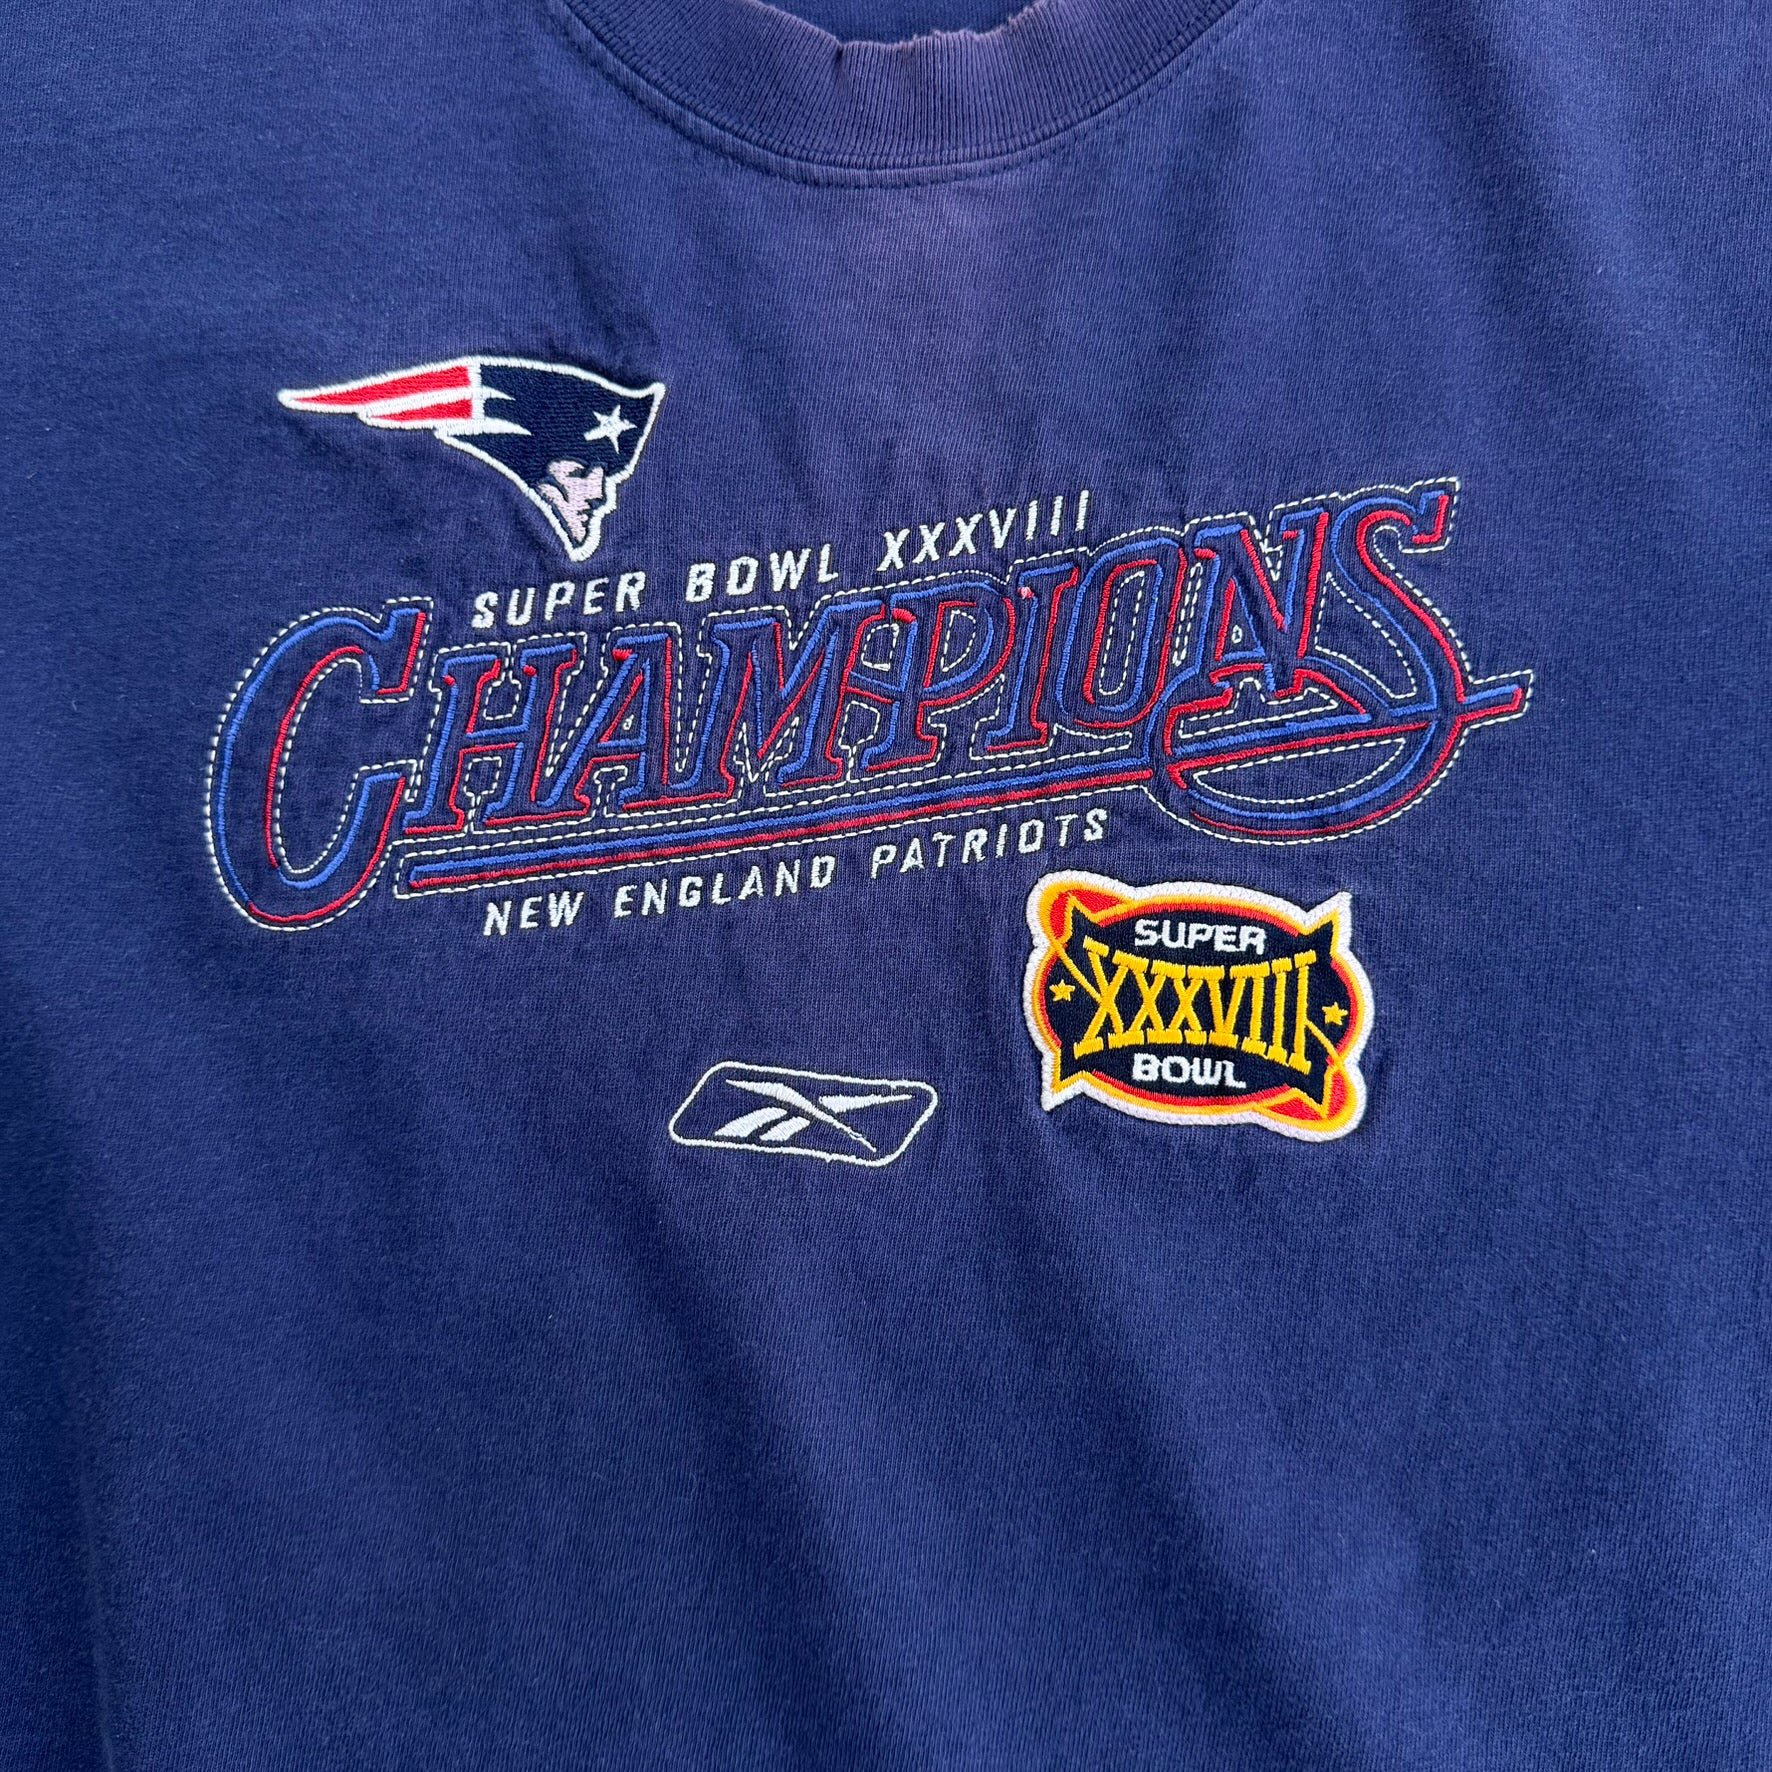 SUPER BOWL XXXVIII
CHAMPIONS
NEW ENGLAND PATRIOTS
SUPER
XXXVIII
BOWL